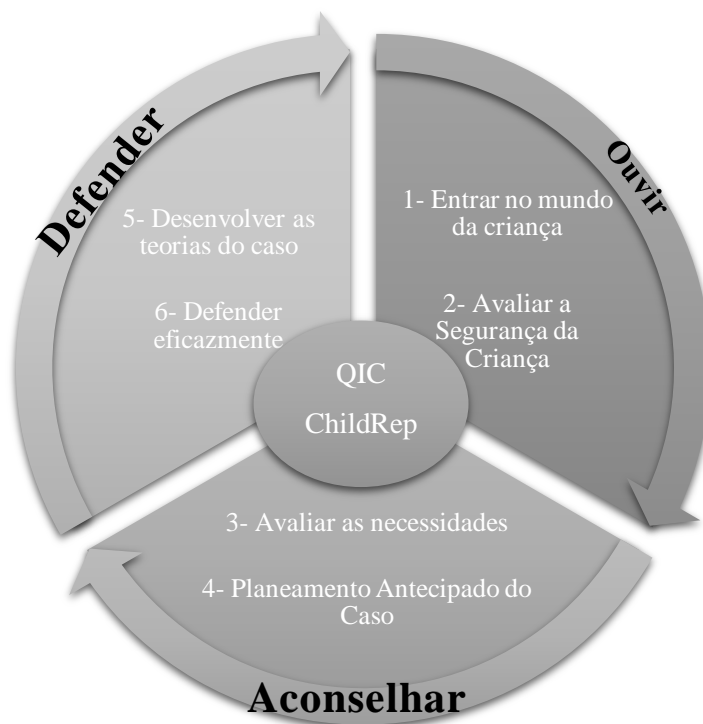 Defender
5- Desenvolver as
teorias do caso
6- Defender
eficazmente
Ouvir
1- Entrar no mundo
da criança
2- Avaliar a
Segurança da
Criança
QIC
ChildRep
3- Avaliar as necessidades
4- Planeamento Antecipado do
Caso
Aconselhar